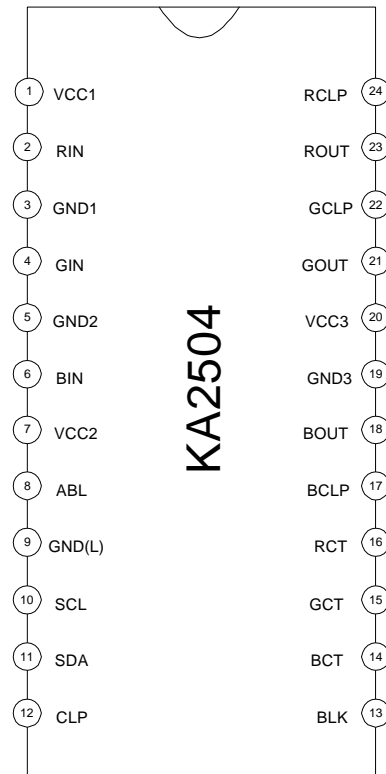 1 VCC1 RCLP 24
2 RIN ROUT 23
3 GND1 GCLP 22
4 GIN GOUT 21
5 GND2 VCC3 20
6 BIN GND3 19
7 VCC2 BOUT 18
8 ABL BCLP 17
9 GND(L) RCT 16
10 SCL GCT 15
11 SDA BCT 14
12 CLP BLK 13
KA2504